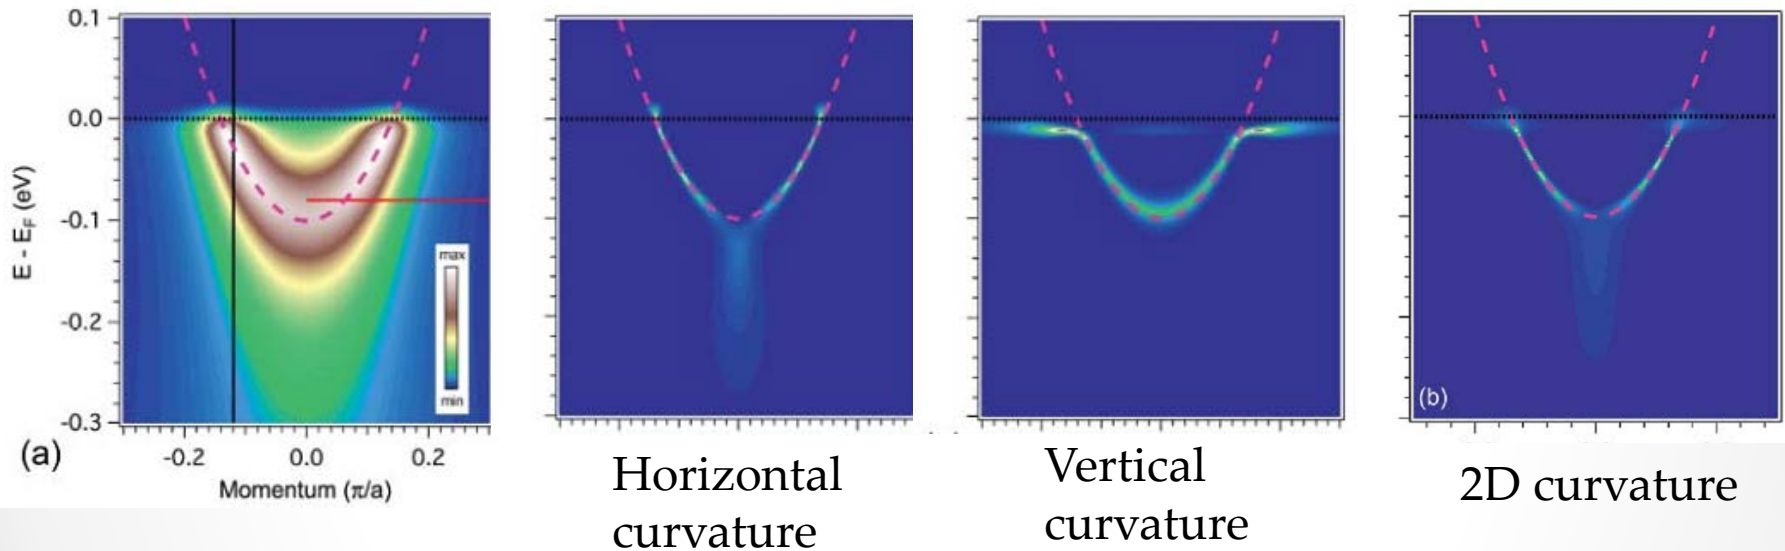 0.1
0.0
-0.1
-0.2
-0.3
E - E_F (eV)
max
min
(a)
-0.2 0.0 0.2
Momentum (π/a)
(b)
Horizontal
curvature
Vertical
curvature
2D curvature